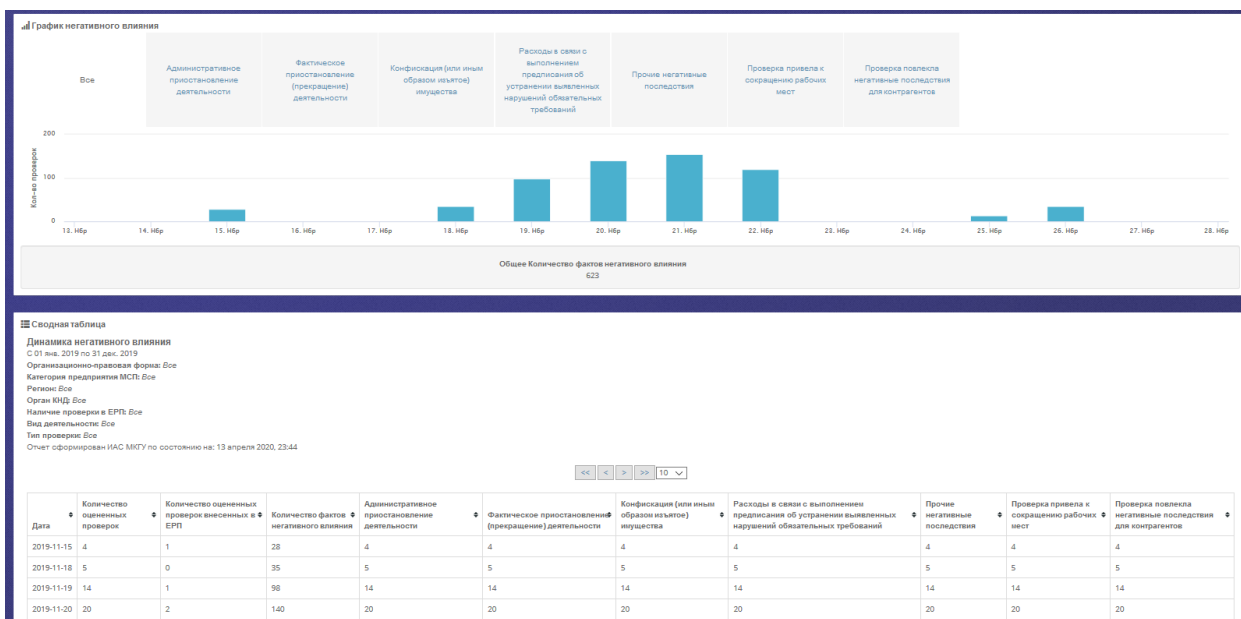 График негативного влияния
Все
Административное
приостановление
деятельности
Фактическое
приостановление
(прекращение)
деятельности
Конфискация (или иным
образом изъятое)
имущества
Расходы в связи с
выполнением
предписания об
устранении выявленных
нарушений обязательных
требований
Прочие негативные
последствия
Проверка привела к
сокращению рабочих
мест
Проверка повлекла
негативные последствия
для контрагентов
Кол-во проверок
200
100
0
13. Нбр 14. Нбр 15. Нбр 16. Нбр 17. Нбр 18. Нбр 19. Нбр 20. Нбр 21. Нбр 22. Нбр 23. Нбр 24. Нбр 25. Нбр 26. Нбр 27. Нбр 28. Нбр
Общее Количество фактов негативного влияния
623
Сводная таблица
Динамика негативного влияния
С 01 янв. 2019 по 31 дек. 2019
Организационно-правовая форма: Все
Категория предприятия МСП: Все
Регион: Все
Орган КНД: Все
Наличие проверки в ЕРП: Все
Вид деятельности: Все
Тип проверки: Все
Отчет сформирован ИАС МКГУ по состоянию на: 13 апреля 2020, 23:44
<< < > >> 10
Дата
Количество
оцененных
проверок
Количество оцененных
проверок внесенных в
ЕРП
Количество фактов
негативного влияния
Административное
приостановление
деятельности
Фактическое приостановление
(прекращение) деятельности
Конфискация (или иным
образом изъятое)
имущества
Расходы в связи с выполнением
предписания об устранении выявленных
нарушений обязательных требований
Прочие
негативные
последствия
Проверка привела к
сокращению рабочих
мест
Проверка повлекла
негативные последствия
для контрагентов
2019-11-15 4 1 28 4 4 4 4 4 4 4
2019-11-18 5 0 35 5 5 5 5 5 5 5
2019-11-19 14 1 98 14 14 14 14 14 14 14
2019-11-20 20 2 140 20 20 20 20 20 20 20